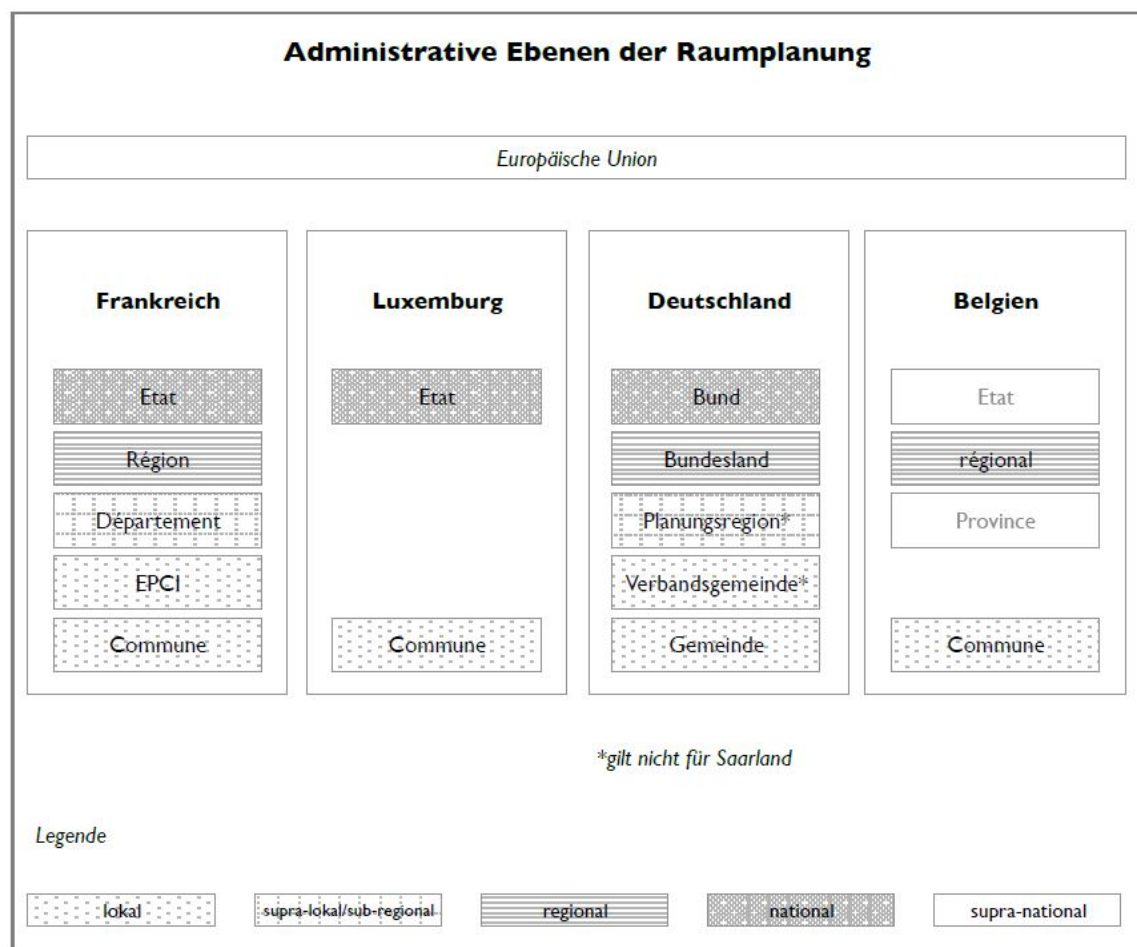 Administrative Ebenen der Raumplanung
Europäische Union
Frankreich
Etat
Région
Département
EPCI
Commune
Luxemburg
Etat
Commune
Deutschland
Bund
Bundesland
Planungsregion*
Verbandsgemeinde*
Gemeinde
Belgien
Etat
régional
Province
Commune
*gilt nicht für Saarland
Legende
lokal
supra-lokal/sub-regional
regional
national
supra-national